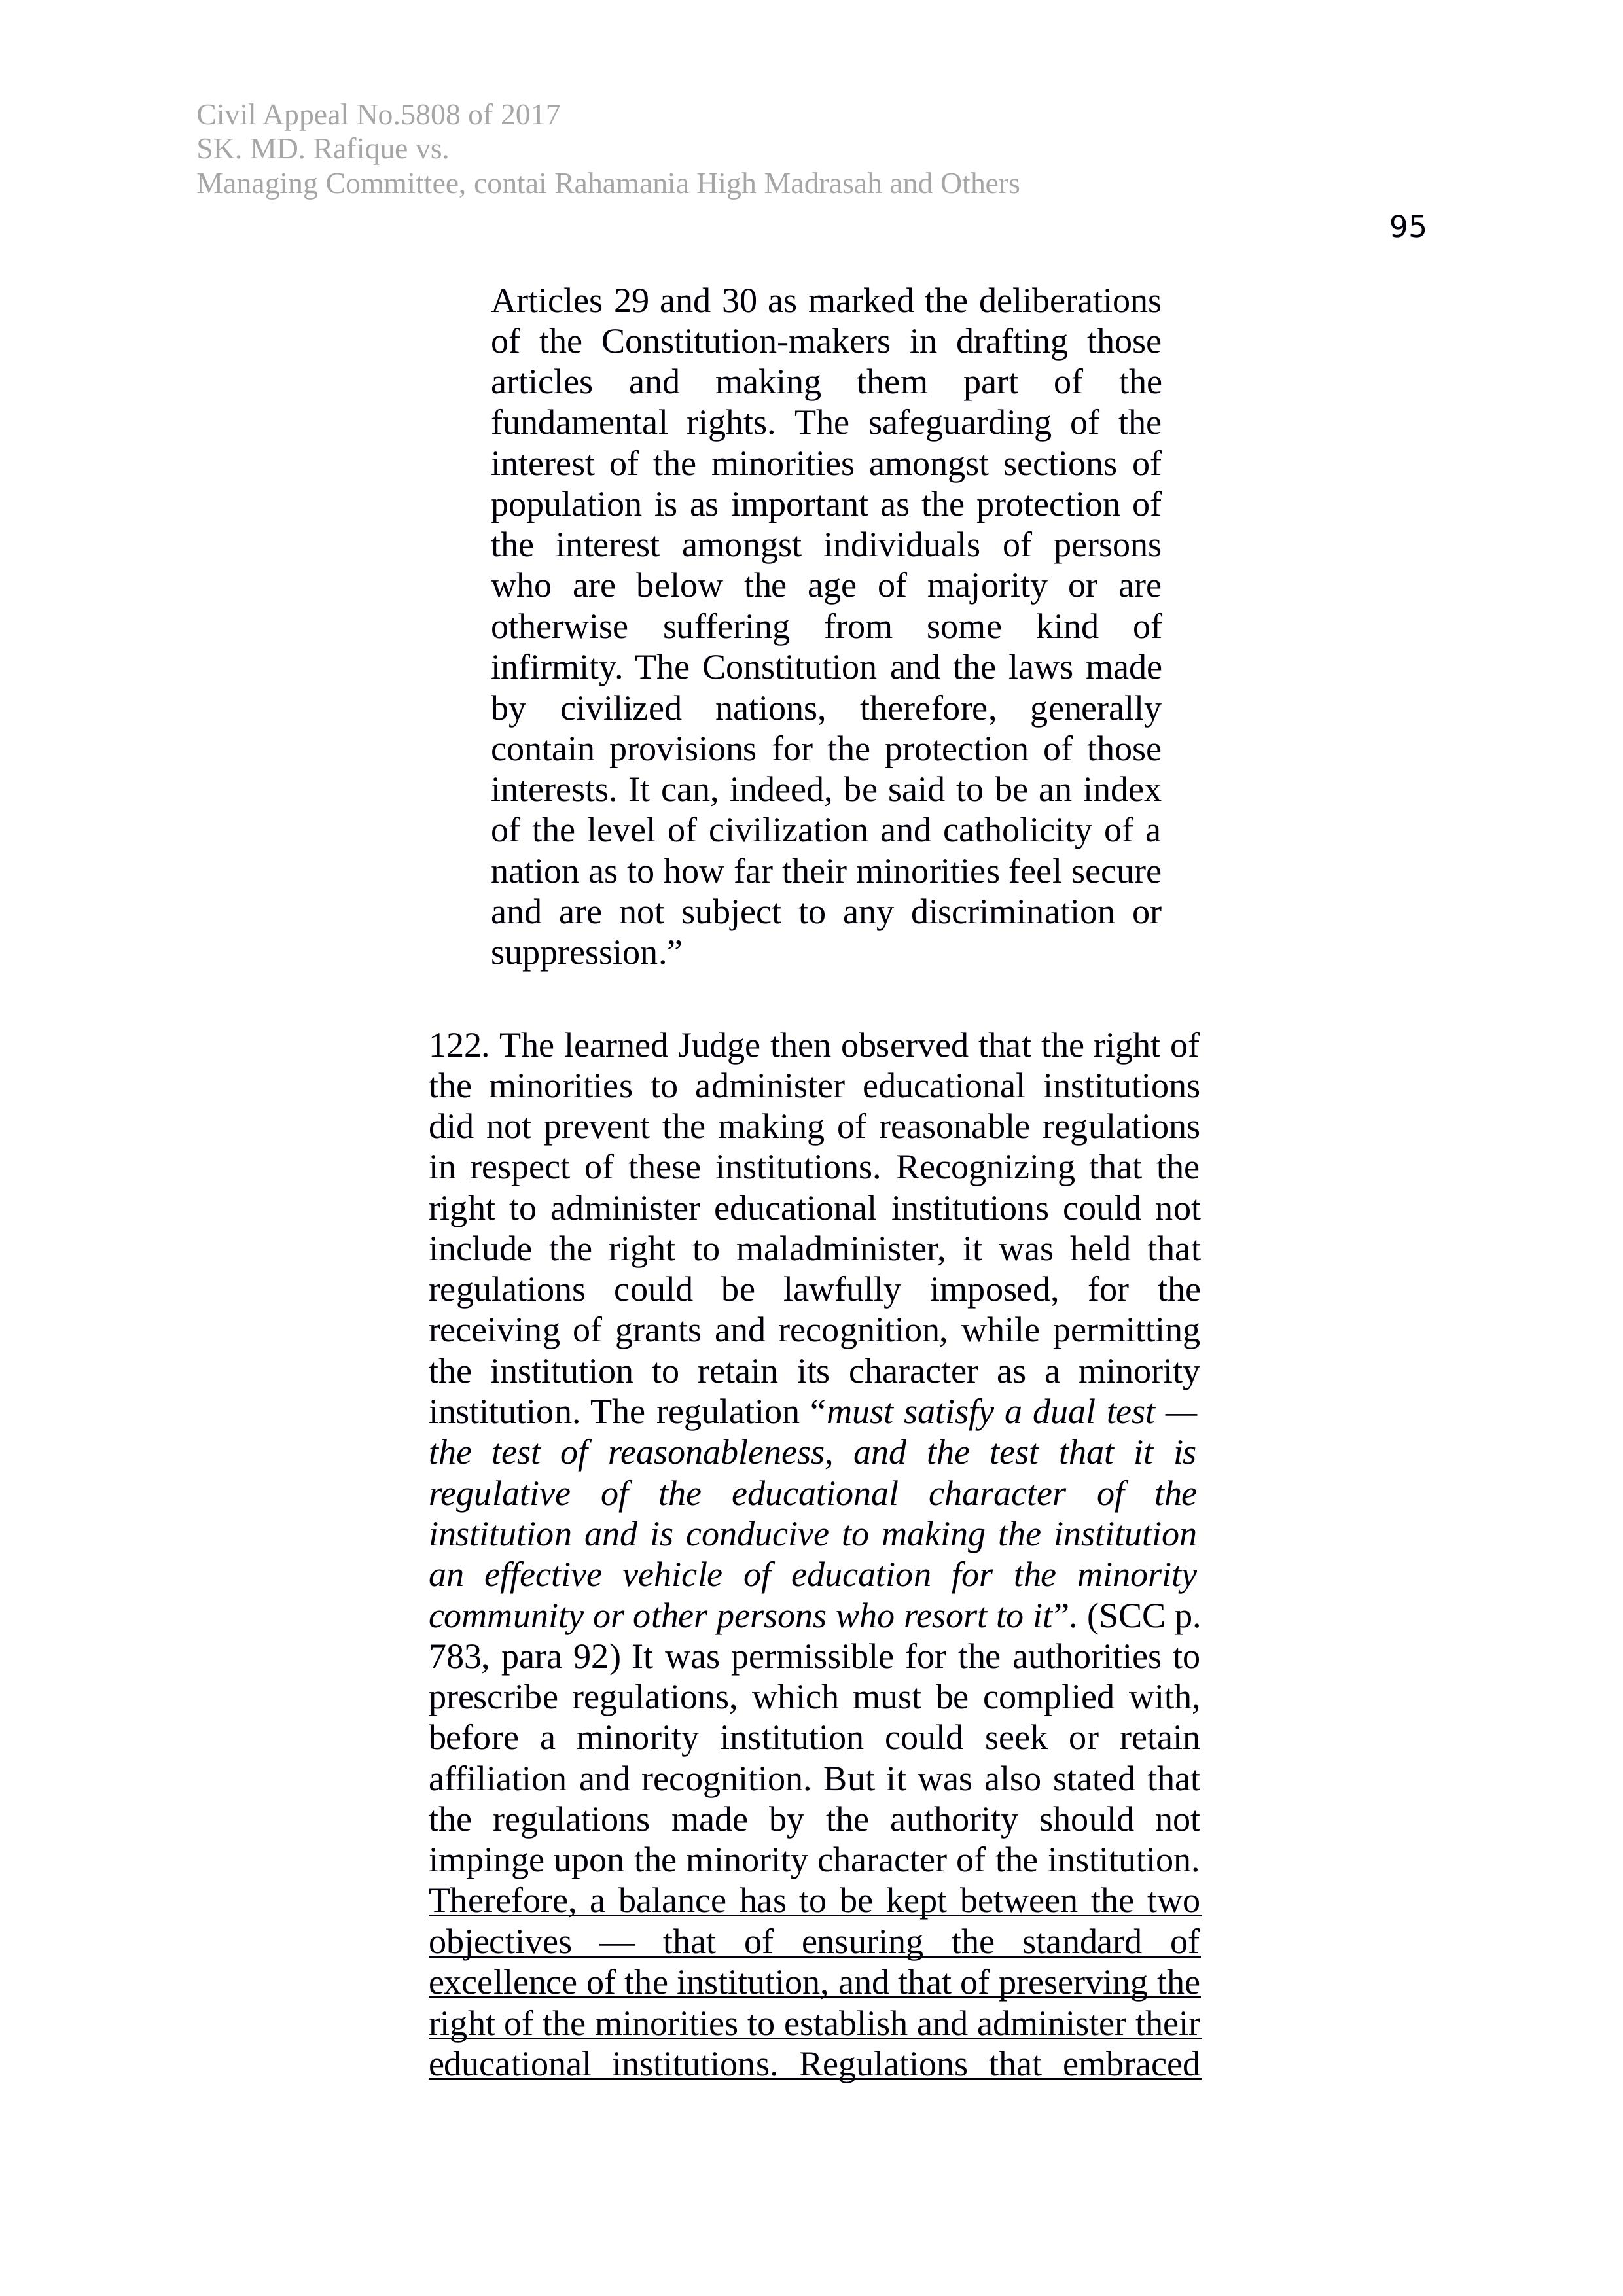 Civil Appeal No.5808 of 2017
SK. MD. Rafique vs.
Managing Committee, contai Rahamania High Madrasah and Others
95
Articles 29 and 30 as marked the deliberations
of the Constitution-makers in drafting those
articles and making them part of the
fundamental rights. The safeguarding of the
interest of the minorities amongst sections of
population is as important as the protection of
the interest amongst individuals of persons
who are below the age of majority or are
otherwise suffering from some kind of
infirmity. The Constitution and the laws made
by civilized nations, therefore, generally
contain provisions for the protection of those
interests. It can, indeed, be said to be an index
of the level of civilization and catholicity of a
nation as to how far their minorities feel secure
and are not subject to any discrimination or
suppression.”
122. The learned Judge then observed that the right of
the minorities to administer educational institutions
did not prevent the making of reasonable regulations
in respect of these institutions. Recognizing that the
right to administer educational institutions could not
include the right to maladminister, it was held that
regulations could be lawfully imposed, for the
receiving of grants and recognition, while permitting
the institution to retain its character as a minority
institution. The regulation “must satisfy a dual test —
the test of reasonableness, and the test that it is
regulative of the educational character of the
institution and is conducive to making the institution
an effective vehicle of education for the minority
community or other persons who resort to it”. (SCC p.
783, para 92) It was permissible for the authorities to
prescribe regulations, which must be complied with,
before a minority institution could seek or retain
affiliation and recognition. But it was also stated that
the regulations made by the authority should not
impinge upon the minority character of the institution.
Therefore, a balance has to be kept between the two
objectives — that of ensuring the standard of
excellence of the institution, and that of preserving the
right of the minorities to establish and administer their
educational institutions. Regulations that embraced